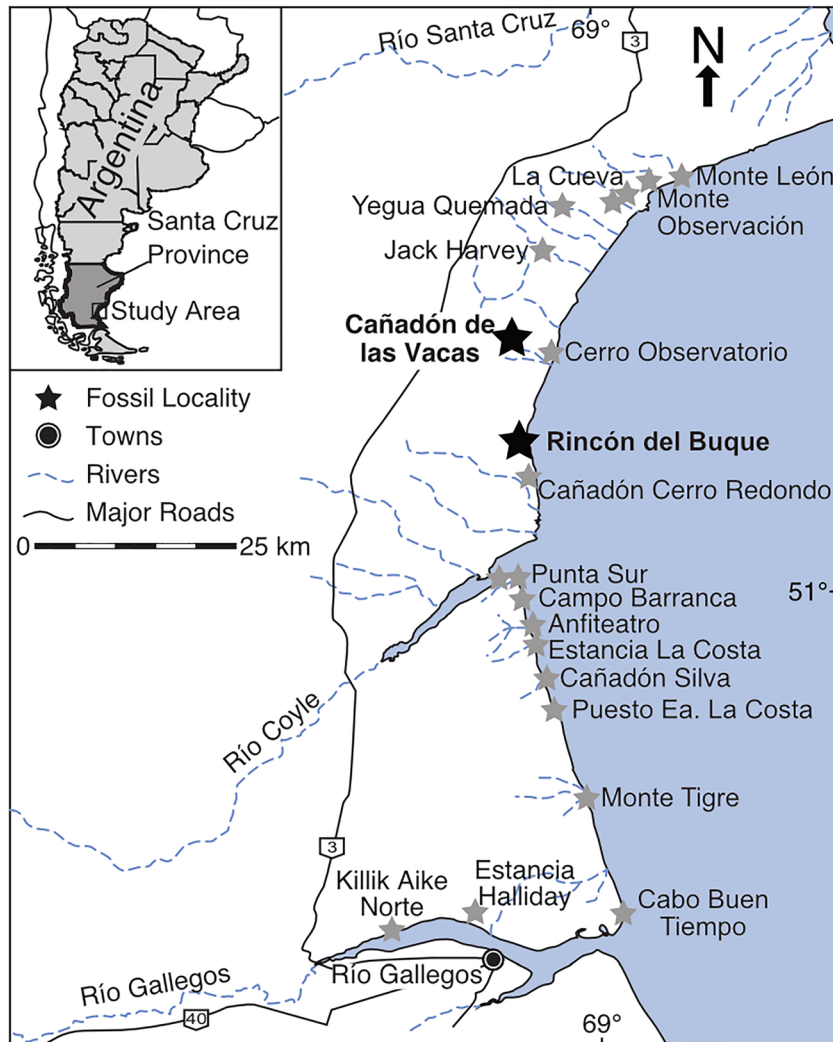 Río Santa Cruz
69°
3
N
Argentina
Santa Cruz
Province
Study Area
La Cueva
Monte León
Yegua Quemada
Monte
Observación
Jack Harvey
Cañadón de
las Vacas
Cerro Observatorio
Fossil Locality
Towns
Rivers
Major Roads
0
25 km
Rincón del Buque
Cañadón Cerro Redondo
Punta Sur
51°
Campo Barranca
Anfiteatro
Estancia La Costa
Cañadón Silva
Puesto Ea. La Costa
Río Coyle
Monte Tigre
3
Killik Aike
Norte
Estancia
Halliday
Cabo Buen
Tiempo
Río Gallegos
Río Gallegos
40
69°